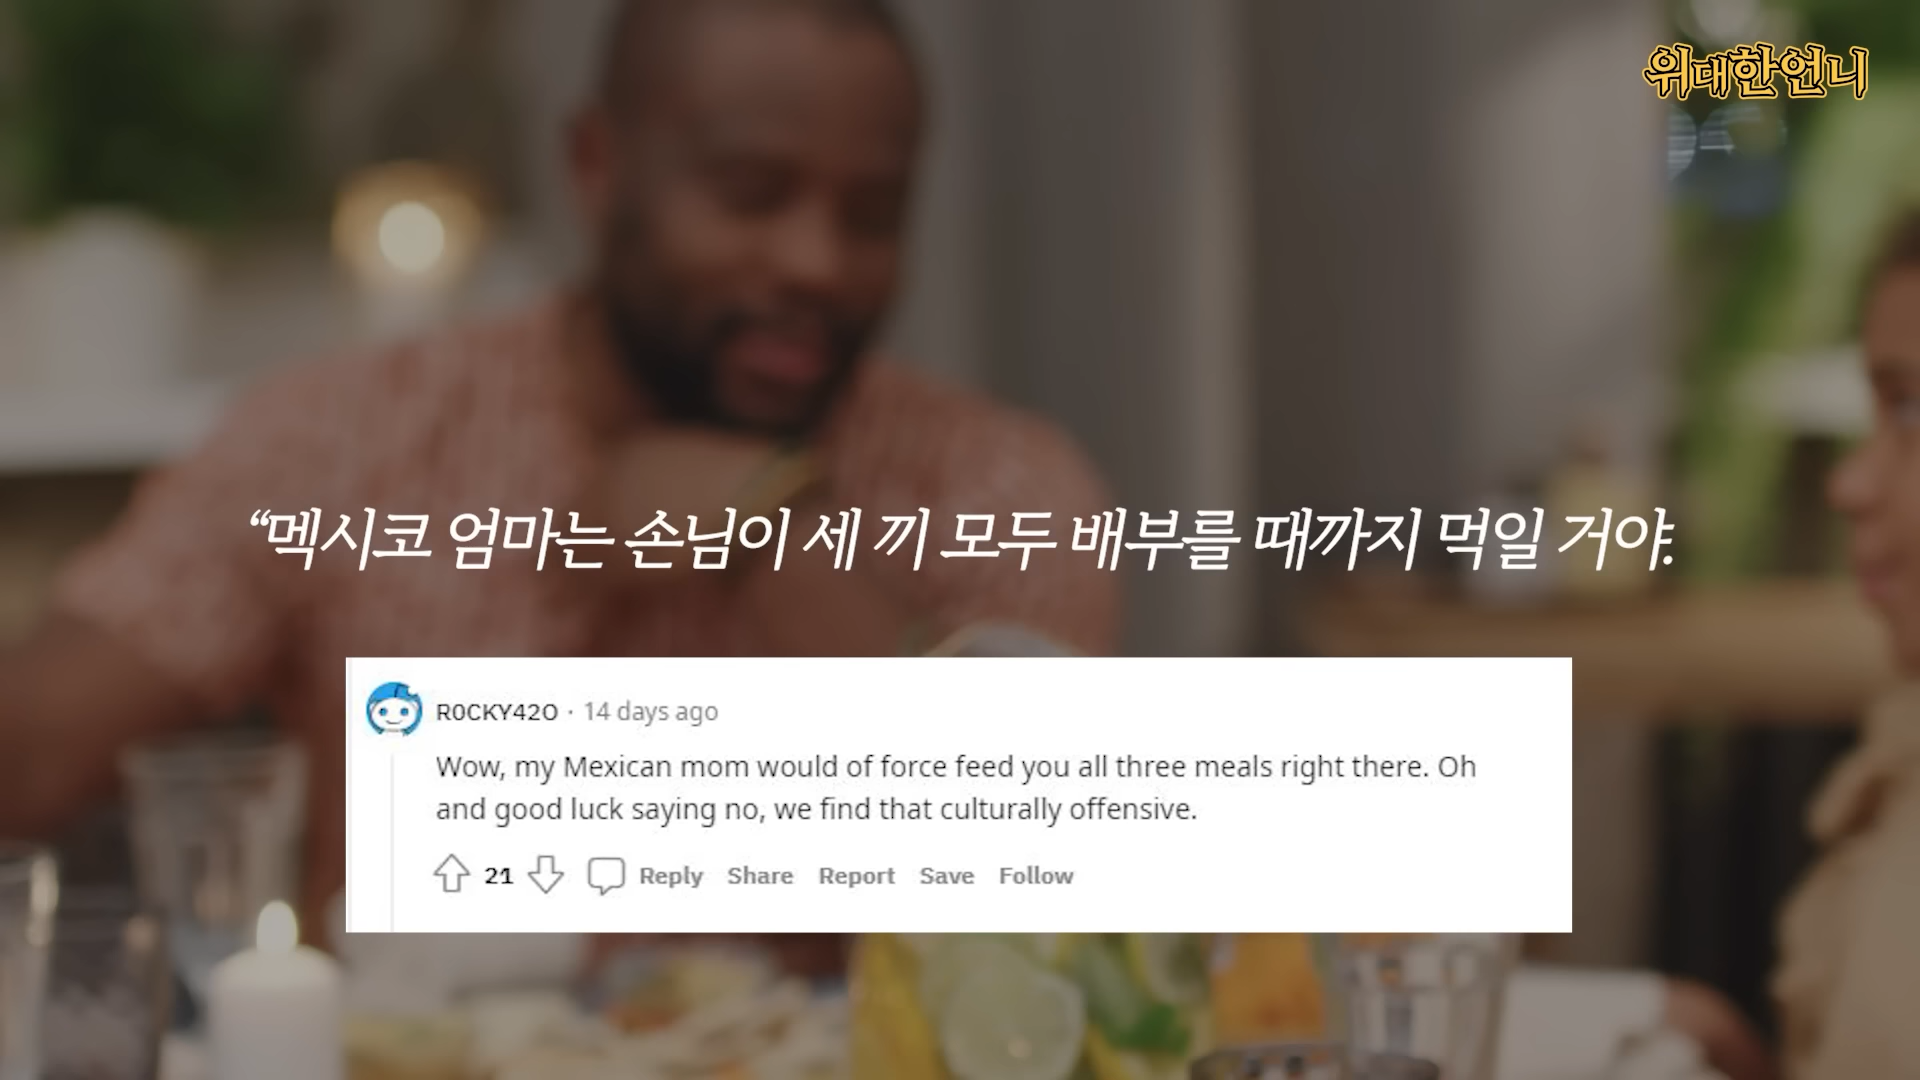 위대한언니
“멕시코 엄마는 손님이 세 끼 모두 배부를 때까지 먹일 거야.
R0CKY42O · 14 days ago
Wow, my Mexican mom would of force feed you all three meals right there. Oh
and good luck saying no, we find that culturally offensive.
21 Reply Share Report Save Follow